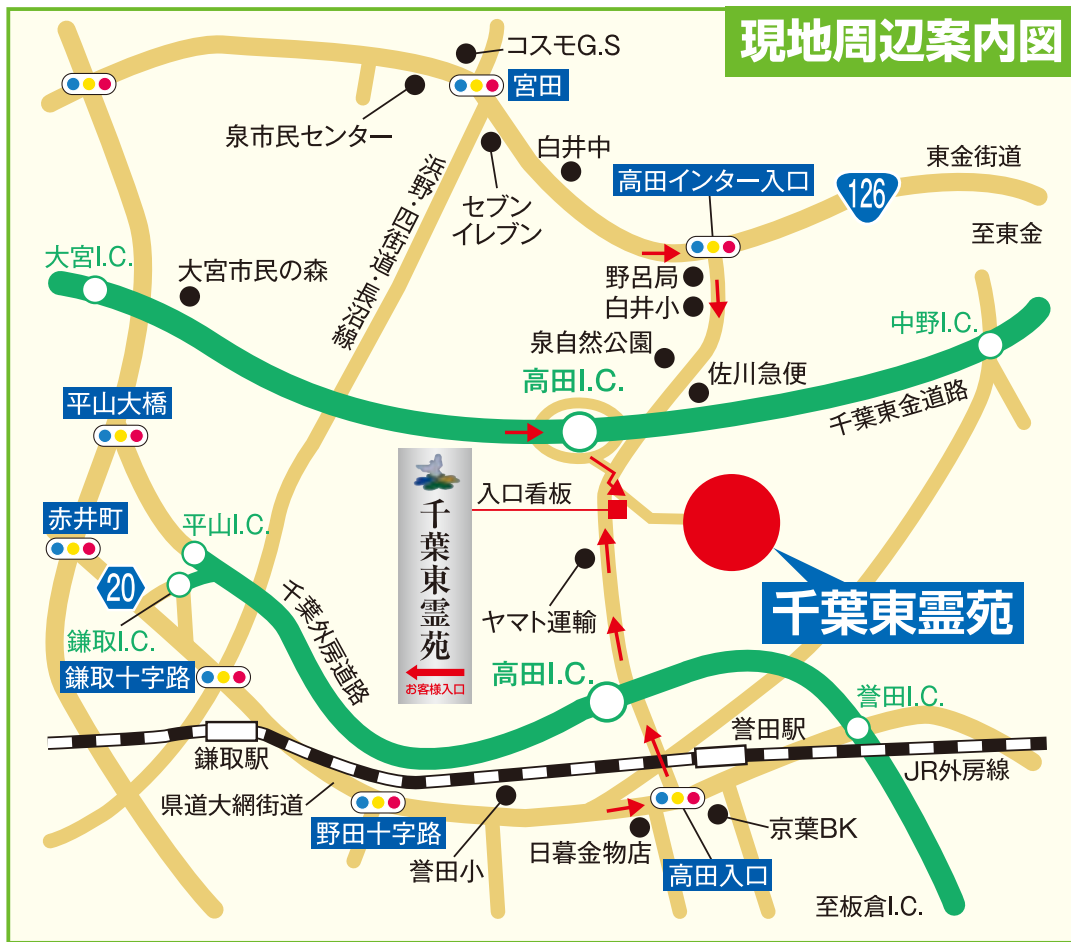 現地周辺案内図
コスモG.S
宮田
泉市民センター
白井中
東金街道
高田インター入口
126
セブン
イレブン
浜野・四街道・長沼線
至東金
大宮I.C.
大宮市民の森
野呂局
白井小
中野I.C.
泉自然公園
佐川急便
高田I.C.
千葉東金道路
平山大橋
入口看板
千葉東霊苑
お客様入口
赤井町
平山I.C.
20
千葉東霊苑
ヤマト運輸
千葉外房道路
鎌取I.C.
鎌取十字路
高田I.C.
誉田I.C.
誉田駅
鎌取駅
JR外房線
県道大網街道
野田十字路
誉田小
日暮金物店
京葉BK
高田入口
至板倉I.C.